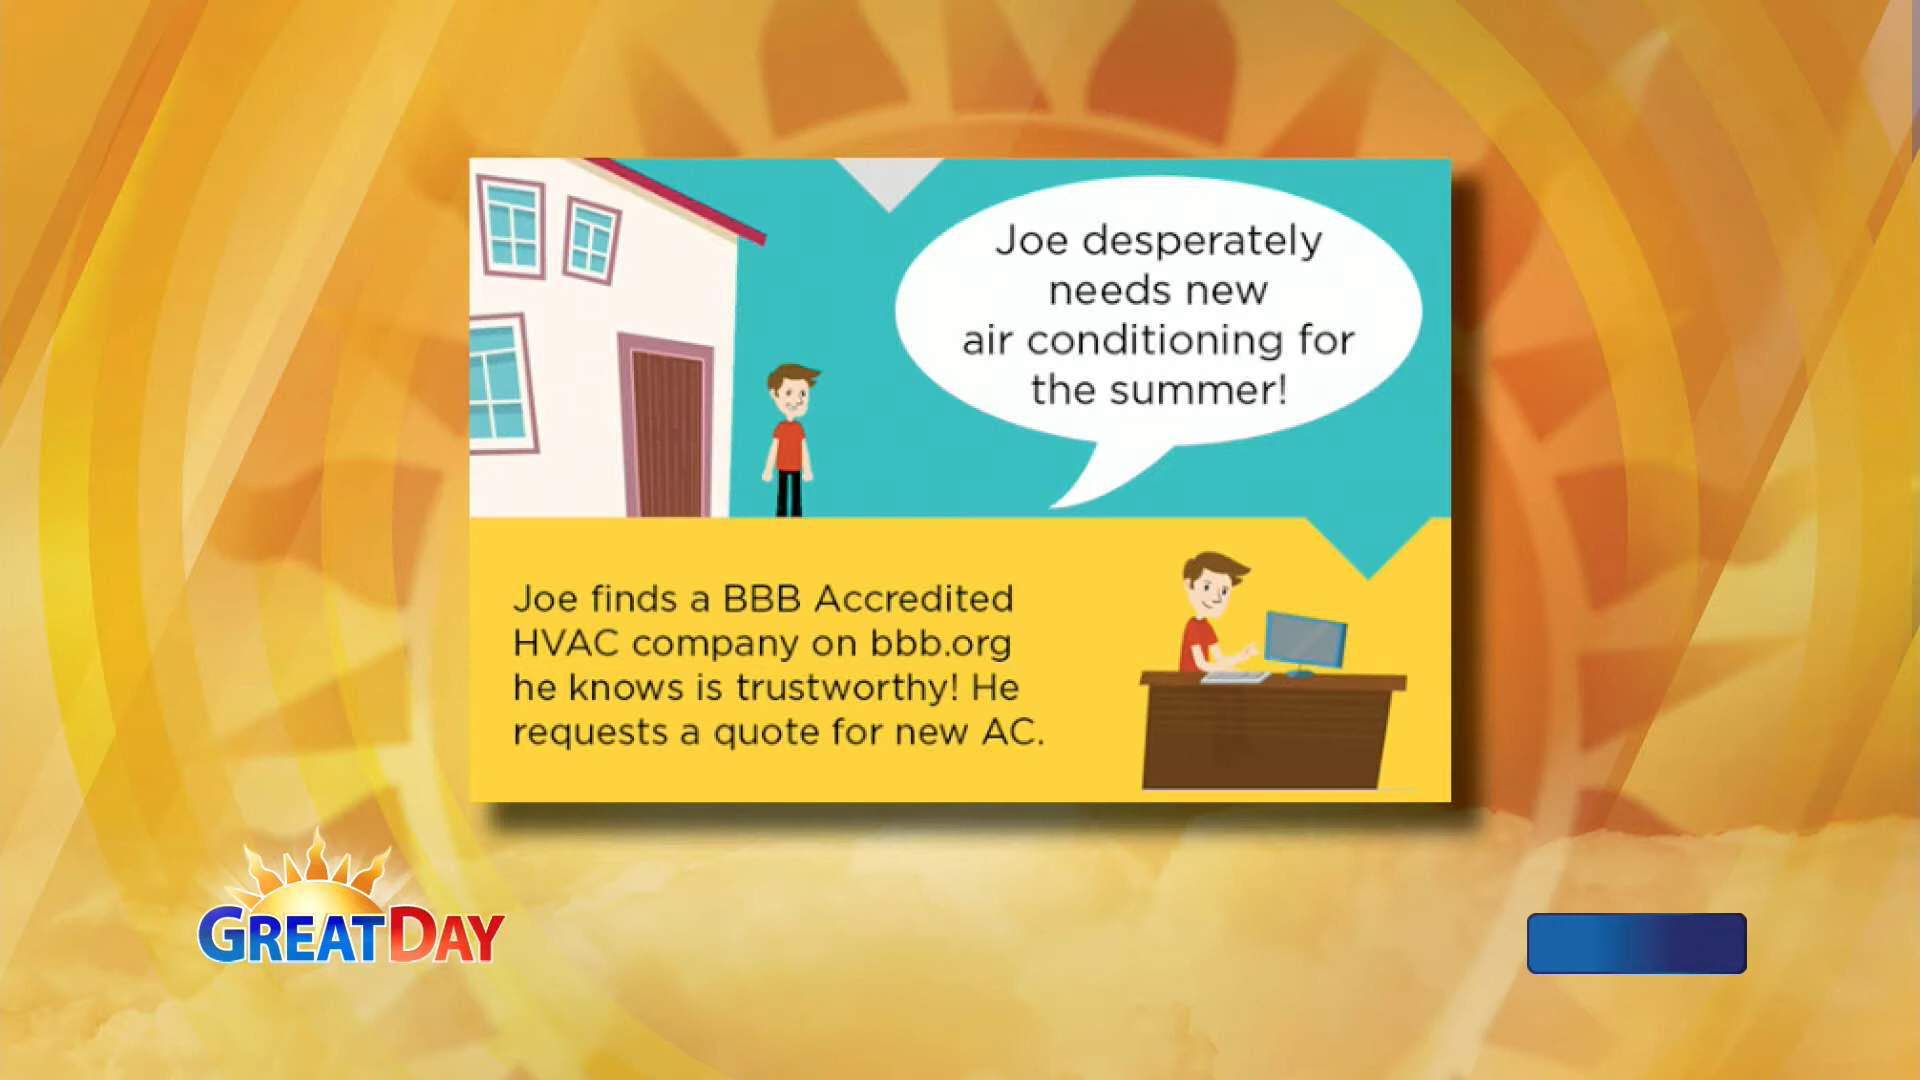 Joe desperately
needs new
air conditioning for
the summer!
Joe finds a BBB Accredited
HVAC company on bbb.org
he knows is trustworthy! He
requests a quote for new AC.
GREAT DAY